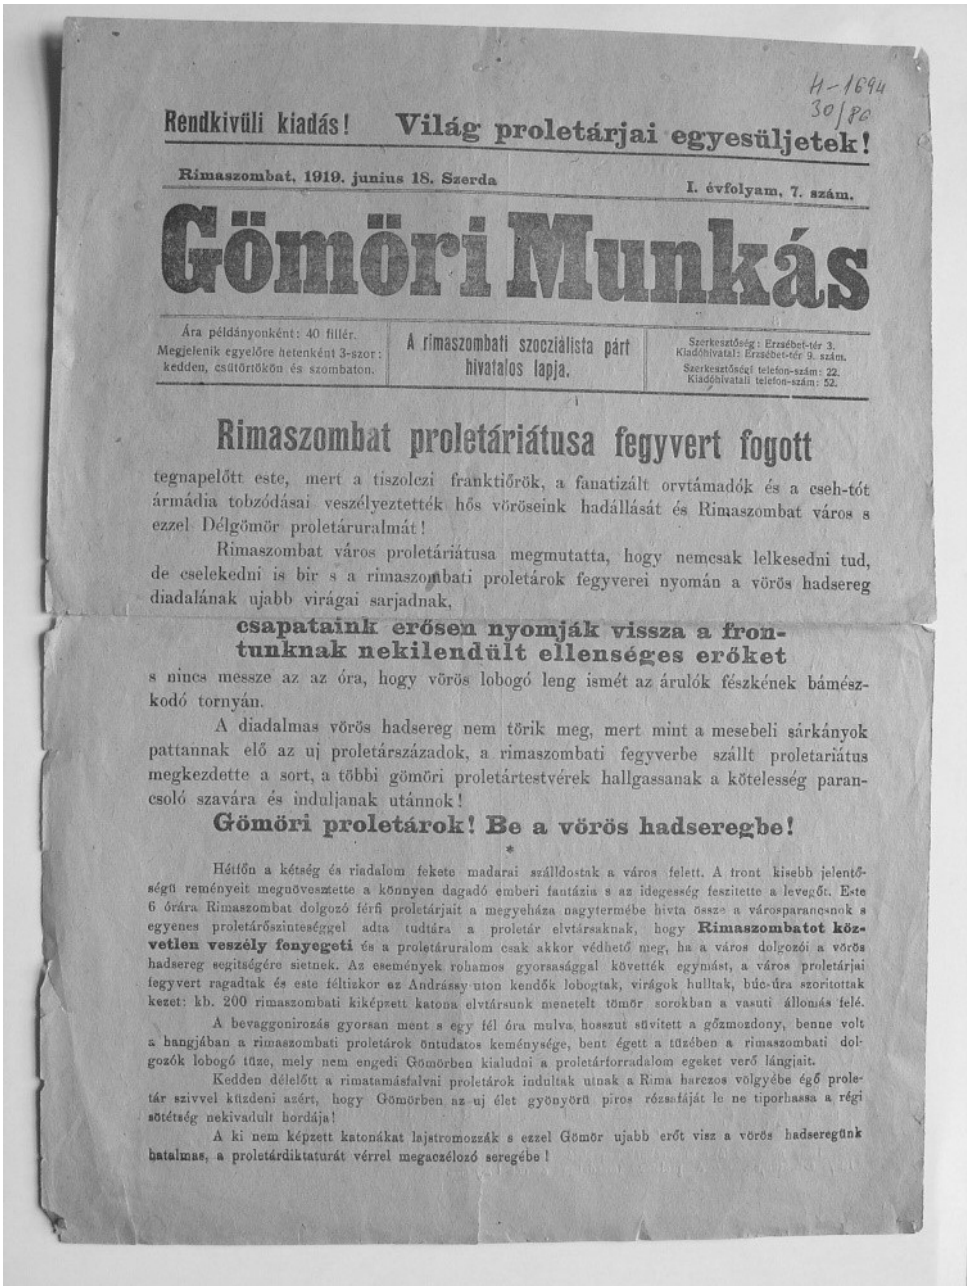 H-1694
30/80
Rendkivüli kiadás! Világ proletárjai egyesüljetek!
Rimaszombat, 1919. junius 18. Szerda
I. évfolyam, 7. szám.
Gömöri Munkás
Ára példányonként: 40 fillér.
Megjelenik egyelőre hetenként 3-szor:
kedden, csütörtökön és szombaton.
A rimaszombati szocziálista párt
hivatalos lapja.
Szerkesztőség: Erzsébet-tér 3.
Kiadóhivatal: Erzsébet-tér 9. szám.
Szerkesztőségi telefon-szám: 22.
Kiadóhivatali telefon-szám: 52.
Rimaszombat proletáriátusa fegyvert fogott
tegnapelőtt este, mert a tiszolczi franktiőrök, a fanatizált orvtámadók és a cseh-tót
ármádia tobzódásai veszélyeztették hős vöröseink hadállását és Rimaszombat város s
ezzel Délgömör proletáruralmát!
Rimaszombat város proletáriátusa megmutatta, hogy nemcsak lelkesedni tud,
de cselekedni is bir s a rimaszombati proletárok fegyverei nyomán a vörös hadsereg
diadalának ujabb virágai sarjadnak,
csapataink erősen nyomják vissza a fron-
tunknak nekilendült ellenséges erőket
s nincs messze az az óra, hogy vörös lobogó leng ismét az árulók fészkének bámész-
kodó tornyán.
A diadalmas vörös hadsereg nem törik meg, mert mint a mesebeli sárkányok
pattannak elő az uj proletárszázadok, a rimaszombati fegyverbe szállt proletariátus
megkezdette a sort, a többi gömöri proletártestvérek hallgassanak a kötelesség paran-
csoló szavára és induljanak utánnok!
Gömöri proletárok! Be a vörös hadseregbe!
*
Hétfőn a kétség és riadalom fekete madarai szálldostak a város felett. A front kisebb jelentő-
ségü reményeit megnövesztette a könnyen dagadó emberi fantázia s az idegesség feszitette a levegőt. Este
6 órára Rimaszombat dolgozó férfi proletárjait a megyeháza nagytermébe hivta össze a városparancsnok s
egyenes proletárőszinteséggel adta tudtára a proletár elvtársaknak, hogy Rimaszombatot köz-
vetlen veszély fenyegeti és a proletáruralom csak akkor védhető meg, ha a város dolgozói a vörös
hadsereg segitségére sietnek. Az események rohamos gyorsasággal követték egymást, a város proletárjai
fegyvert ragadtak és este féltizkor az Andrássy-uton kendők lobogtak, virágok hulltak, búcsúra szoritottak
kezet: kb. 200 rimaszombati kiképzett katona elvtársunk menetelt tömör sorokban a vasuti állomás felé.
A bevaggonirozás gyorsan ment s egy fél óra mulva hosszut süvített a gőzmozdony, benne volt
a hangjában a rimaszombati proletárok öntudatos keménysége, bent égett a tüzében a rimaszombati dol-
gozók lobogó tüze, mely nem engedi Gömörben kialudni a proletárforradalom egeket verő lángjait.
Kedden délelőtt a rimatamásfalvai proletárok indultak utnak a Rima harczos völgyébe égő prole-
tár szivvel küzdeni azért, hogy Gömörben az uj élet gyönyörü piros rózsafáját le ne tiporhassa a régi
sötétség nekivadult hordája!
A ki nem képzett katonákat lajstromozzák s ezzel Gömör ujabb erőt visz a vörös hadseregünk
hatalmas, a proletárdiktaturát vérrel megaczélozó seregébe!